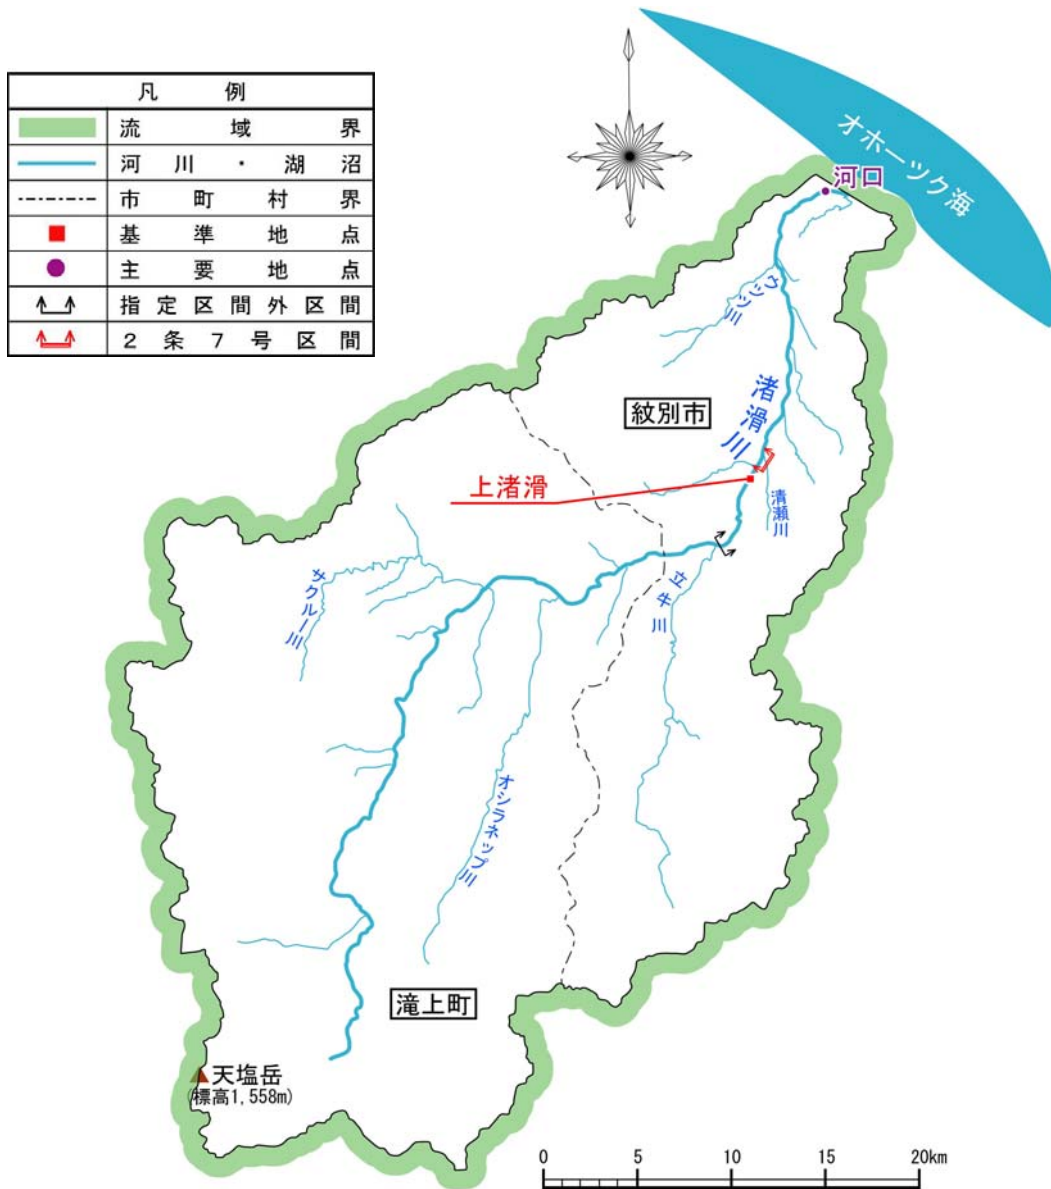 凡例
流域界
河川・湖沼
市町村界
基準地点
主要地点
指定区間外区間
2条7号区間
オホーツク海
河口
ウツツ川
渚滑川
紋別市
上渚滑
清瀬川
立牛川
サクルー川
オシラネップ川
滝上町
天塩岳
(標高1,558m)
0 5 10 15 20km